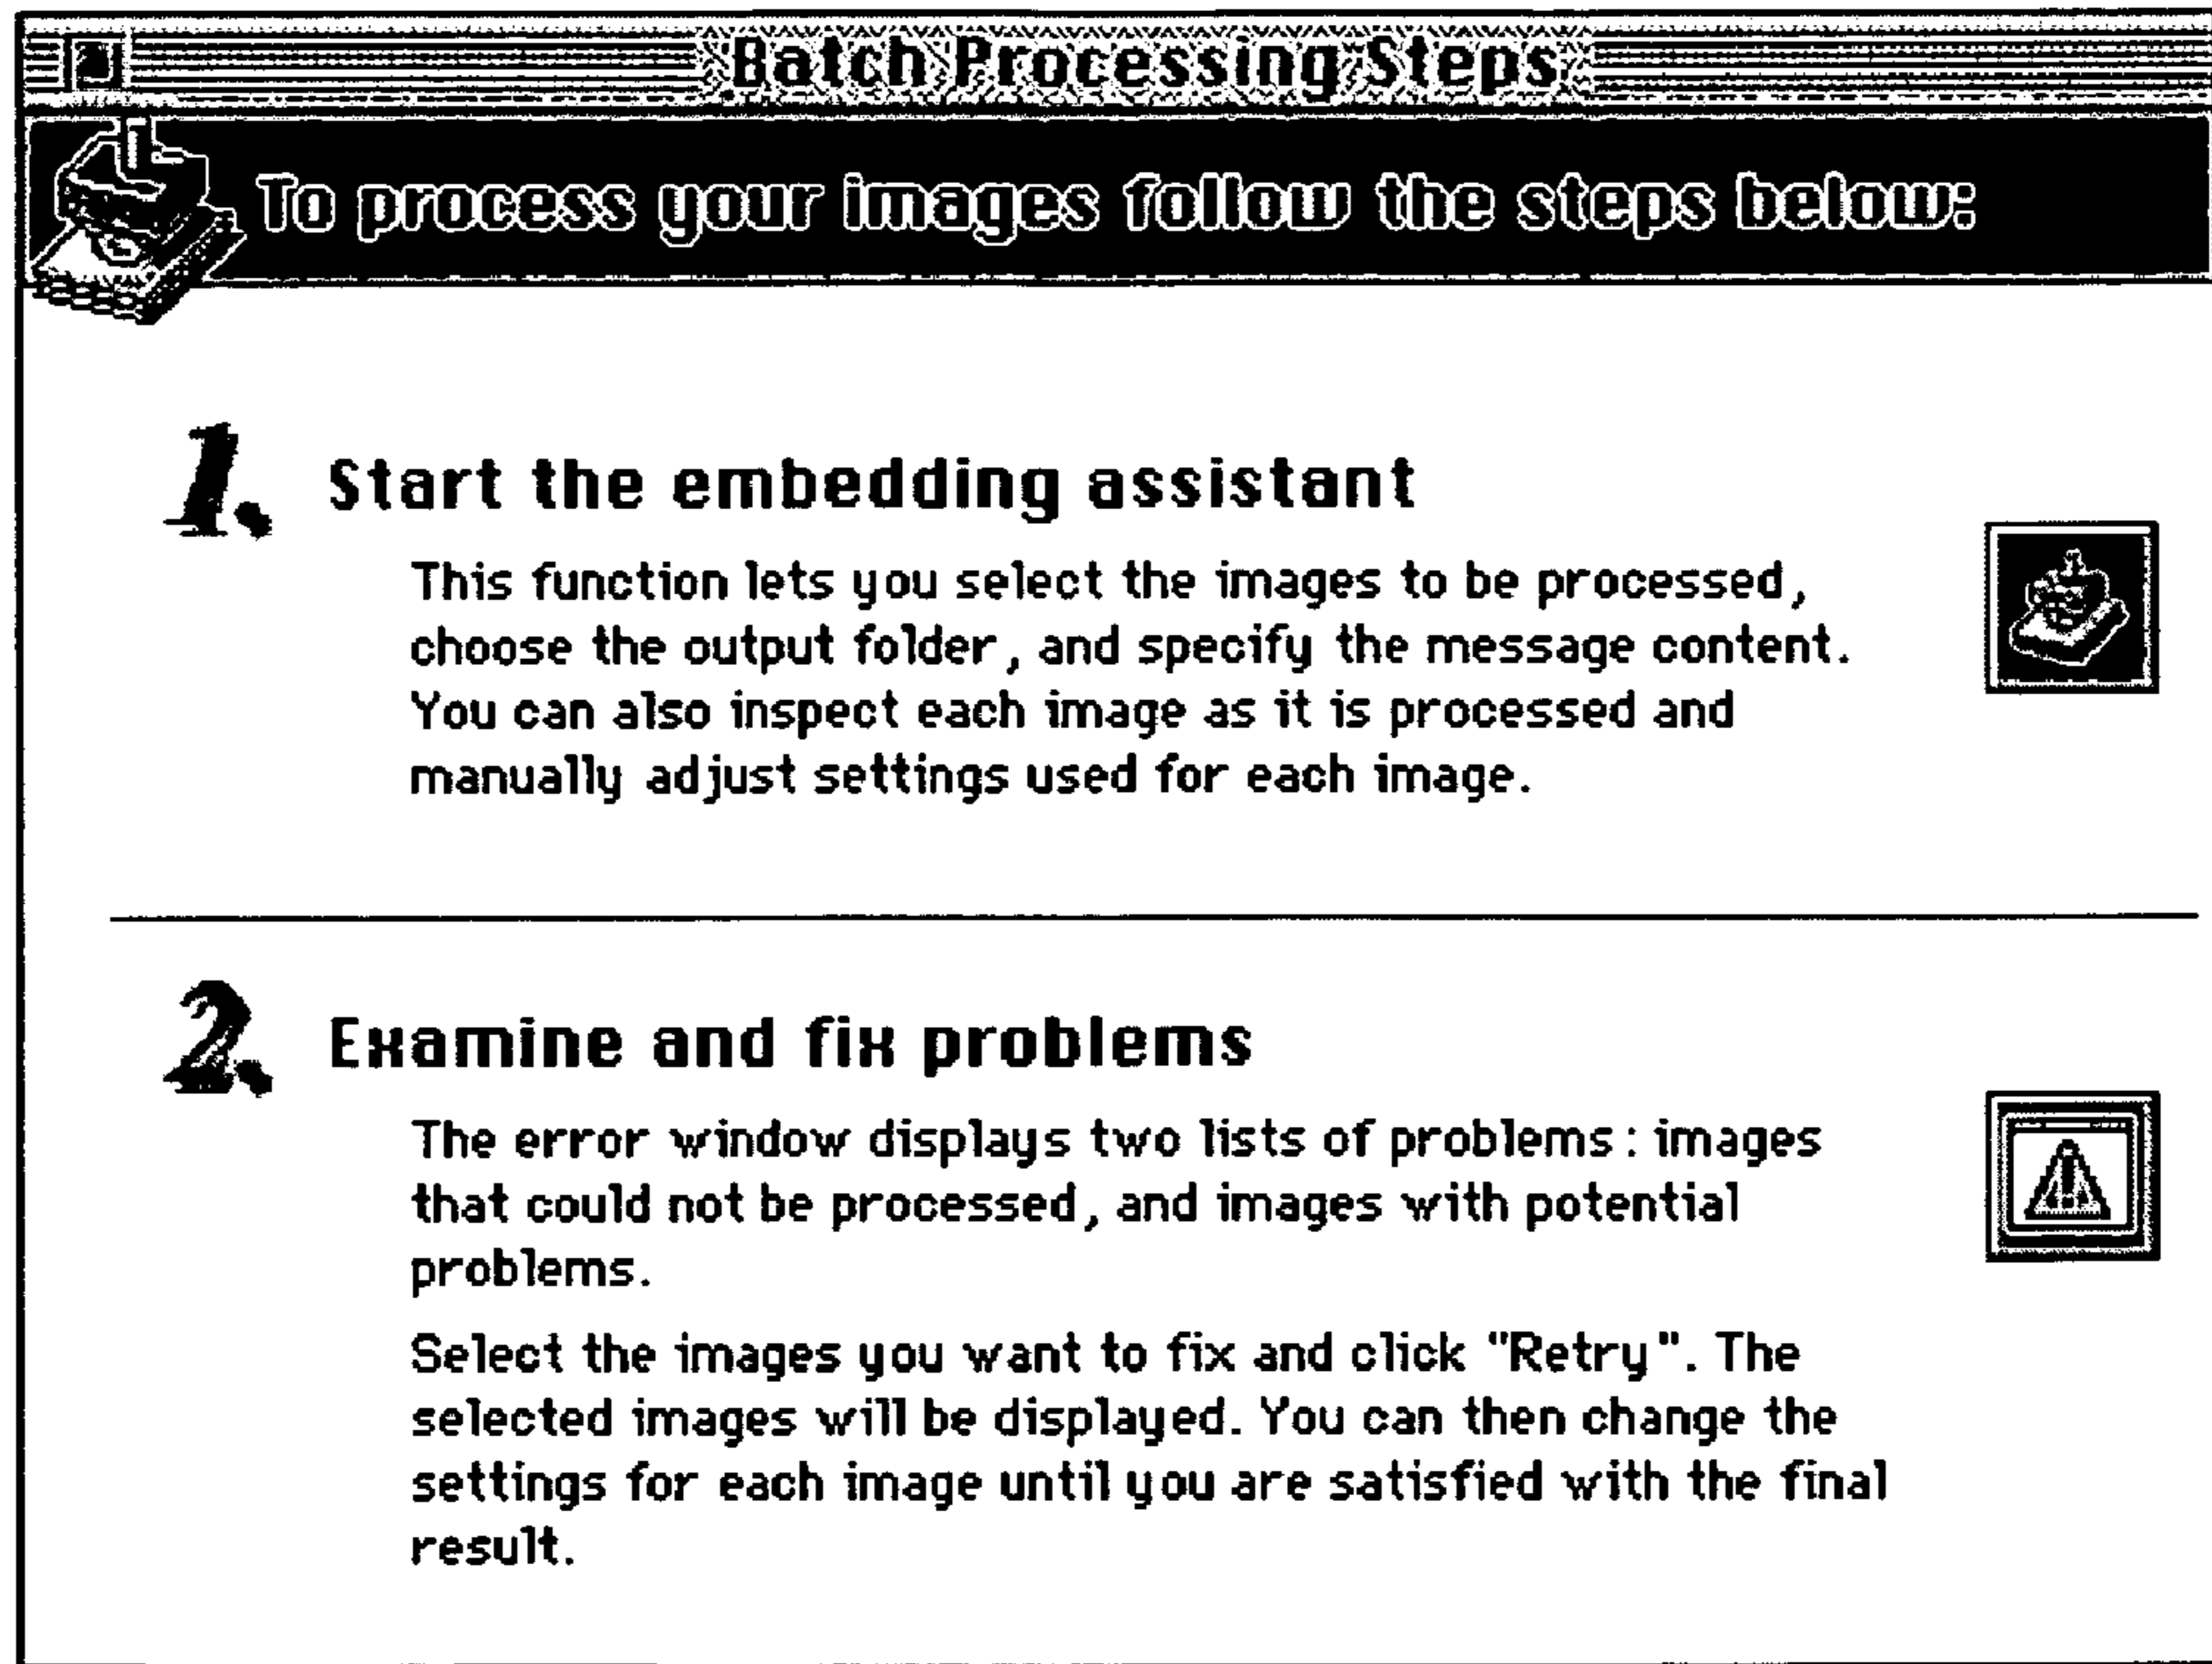 Batch Processing Steps
To process your images follow the steps below:
1. Start the embedding assistant
This function lets you select the images to be processed,
choose the output folder, and specify the message content.
You can also inspect each image as it is processed and
manually adjust settings used for each image.
2. Examine and fix problems
The error window displays two lists of problems: images
that could not be processed, and images with potential
problems.
Select the images you want to fix and click "Retry". The
selected images will be displayed. You can then change the
settings for each image until you are satisfied with the final
result.